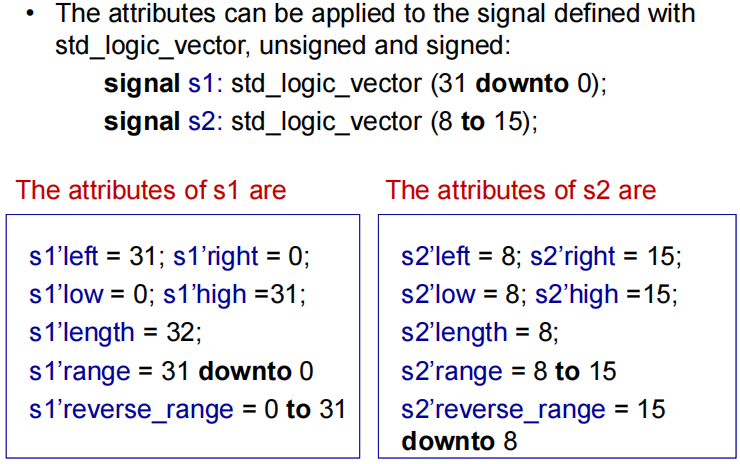 • The attributes can be applied to the signal defined with
std_logic_vector, unsigned and signed:
signal s1: std_logic_vector (31 downto 0);
signal s2: std_logic_vector (8 to 15);
The attributes of s1 are
s1’left = 31; s1’right = 0;
s1’low = 0; s1’high =31;
s1’length = 32;
s1’range = 31 downto 0
s1’reverse_range = 0 to 31
The attributes of s2 are
s2’left = 8; s2’right = 15;
s2’low = 8; s2’high =15;
s2’length = 8;
s2’range = 8 to 15
s2’reverse_range = 15
downto 8